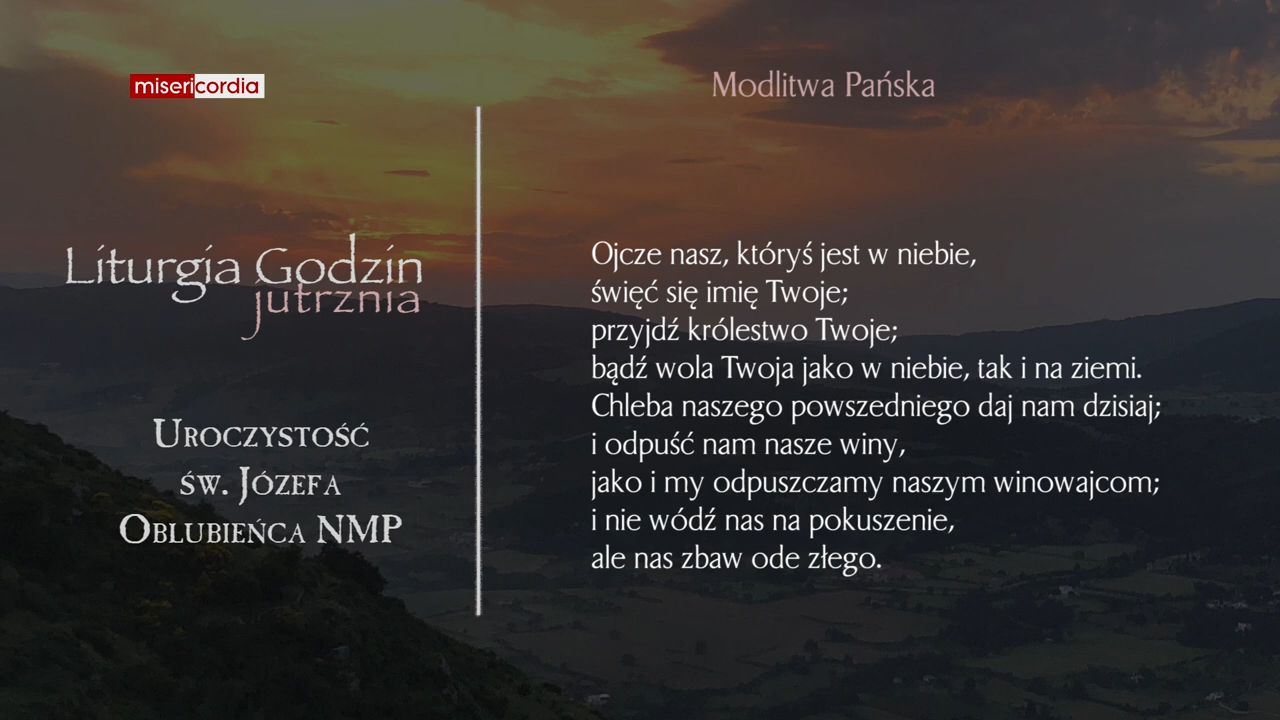 misericordia
Liturgia Godzin
jutrznia
Uroczystość
św. Józefa
Oblubieńca NMP
Modlitwa Pańska
Ojcze nasz, któryś jest w niebie,
święć się imię Twoje;
przyjdź królestwo Twoje;
bądź wola Twoja jako w niebie, tak i na ziemi.
Chleba naszego powszedniego daj nam dzisiaj;
i odpuść nam nasze winy,
jako i my odpuszczamy naszym winowajcom;
i nie wódź nas na pokuszenie,
ale nas zbaw ode złego.